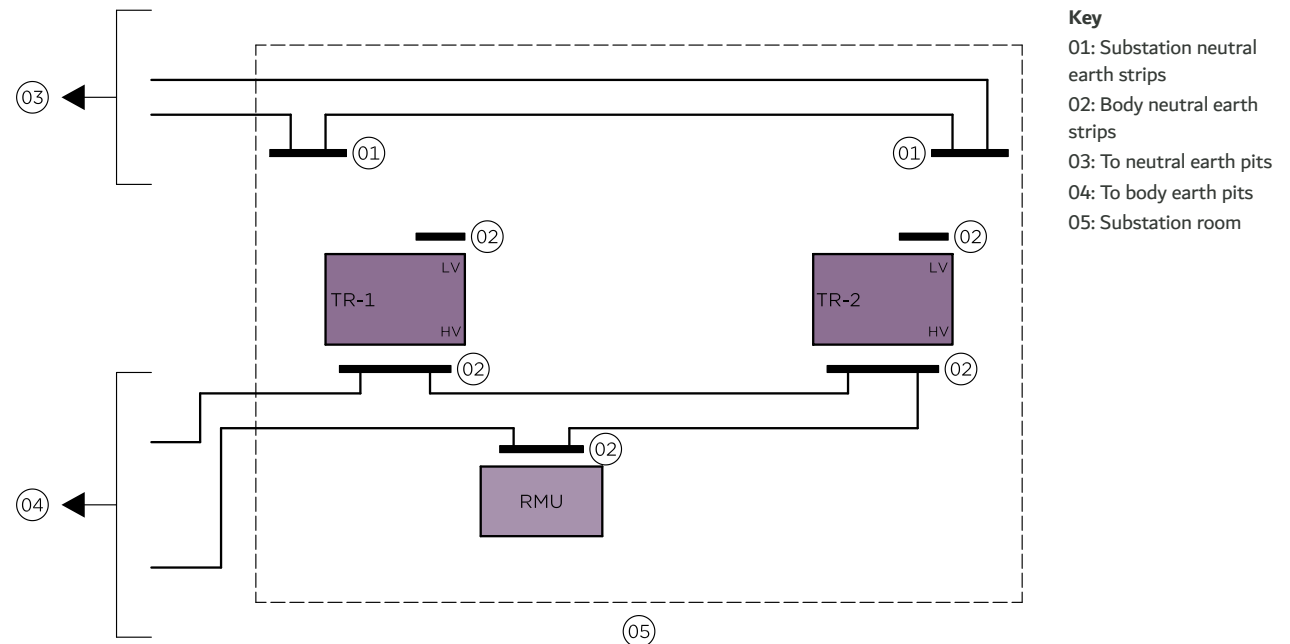 Key
01: Substation neutral
earth strips
02: Body neutral earth
strips
03: To neutral earth pits
04: To body earth pits
05: Substation room
03
01
01
02
02
LV
LV
TR-1
TR-2
HV
HV
02
02
02
04
RMU
05